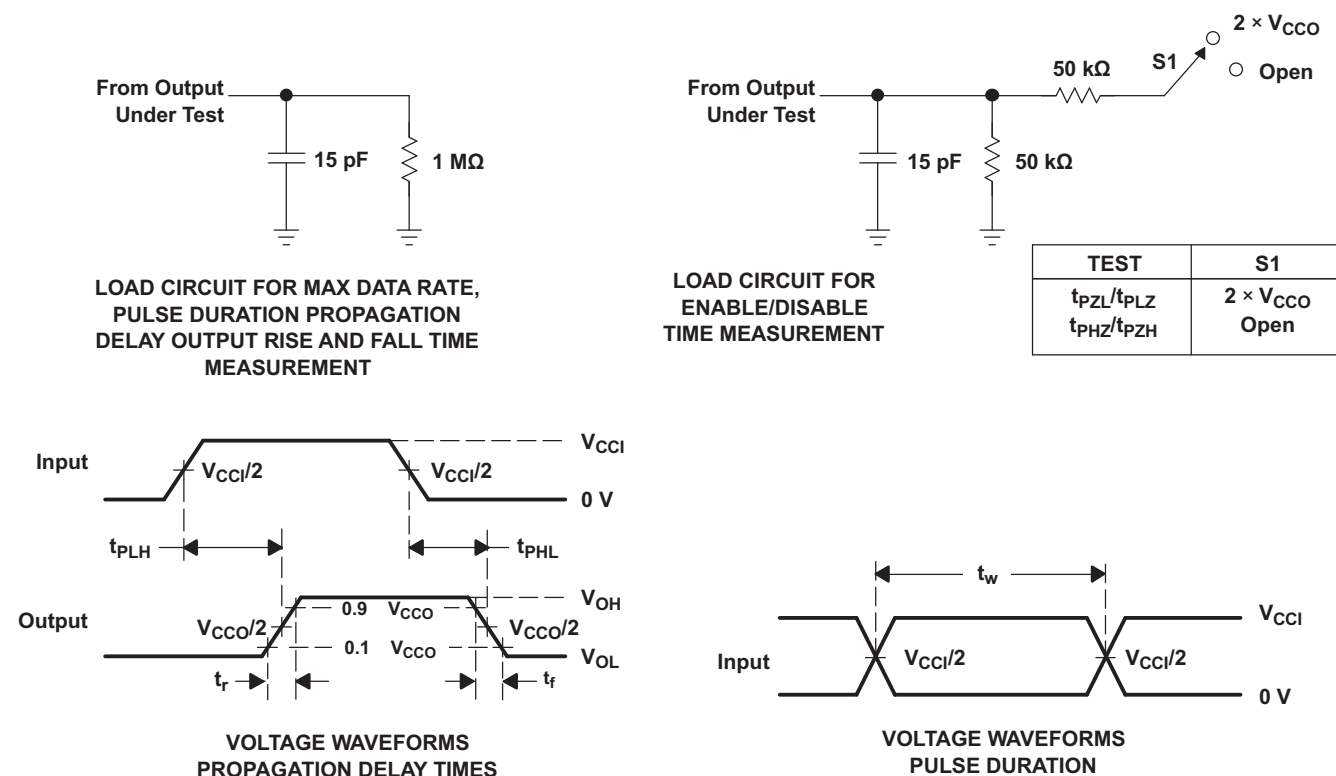 From Output
Under Test
15 pF
1 MΩ
LOAD CIRCUIT FOR MAX DATA RATE,
PULSE DURATION PROPAGATION
DELAY OUTPUT RISE AND FALL TIME
MEASUREMENT
From Output
Under Test
15 pF
50 kΩ
50 kΩ
S1
2 × VCCO
Open
LOAD CIRCUIT FOR
ENABLE/DISABLE
TIME MEASUREMENT
TEST S1
tPZL/tPLZ 2 × VCCO
tPHZ/tPZH Open
Input
VCCI/2
VCCI/2
VCCI
0 V
tPLH
tPHL
Output
VCCO/2
0.9 VCCO
0.1 VCCO
VCCO/2
VOH
VOL
tr
tf
VOLTAGE WAVEFORMS
PROPAGATION DELAY TIMES
tw
Input
VCCI/2
VCCI/2
VCCI
0 V
VOLTAGE WAVEFORMS
PULSE DURATION